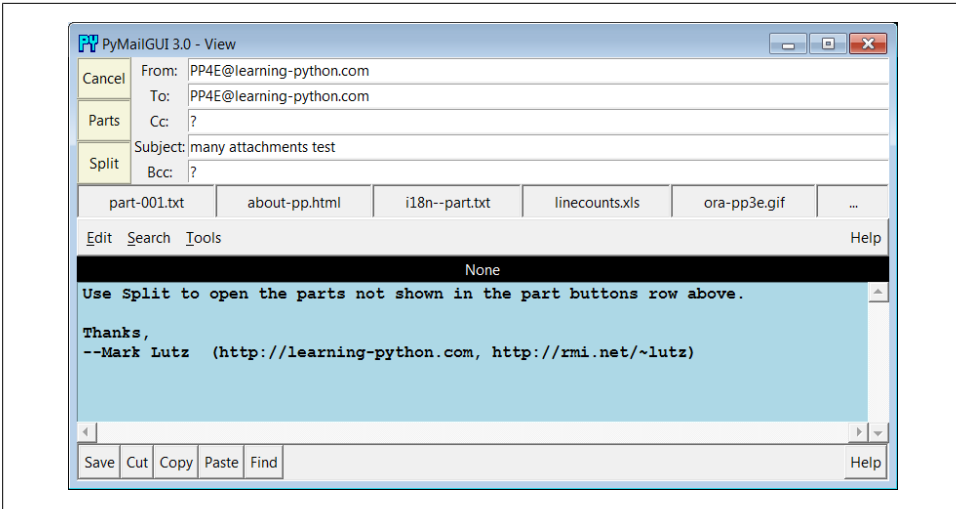 PY PyMailGUI 3.0 - View
Cancel From: PP4E@learning-python.com
To: PP4E@learning-python.com
Parts Cc: ?
Subject: many attachments test
Split Bcc: ?
part-001.txt about-pp.html i18n--part.txt linecounts.xls ora-pp3e.gif ...
Edit Search Tools Help
None
Use Split to open the parts not shown in the part buttons row above.
Thanks,
--Mark Lutz (http://learning-python.com, http://rmi.net/~lutz)
Save Cut Copy Paste Find Help